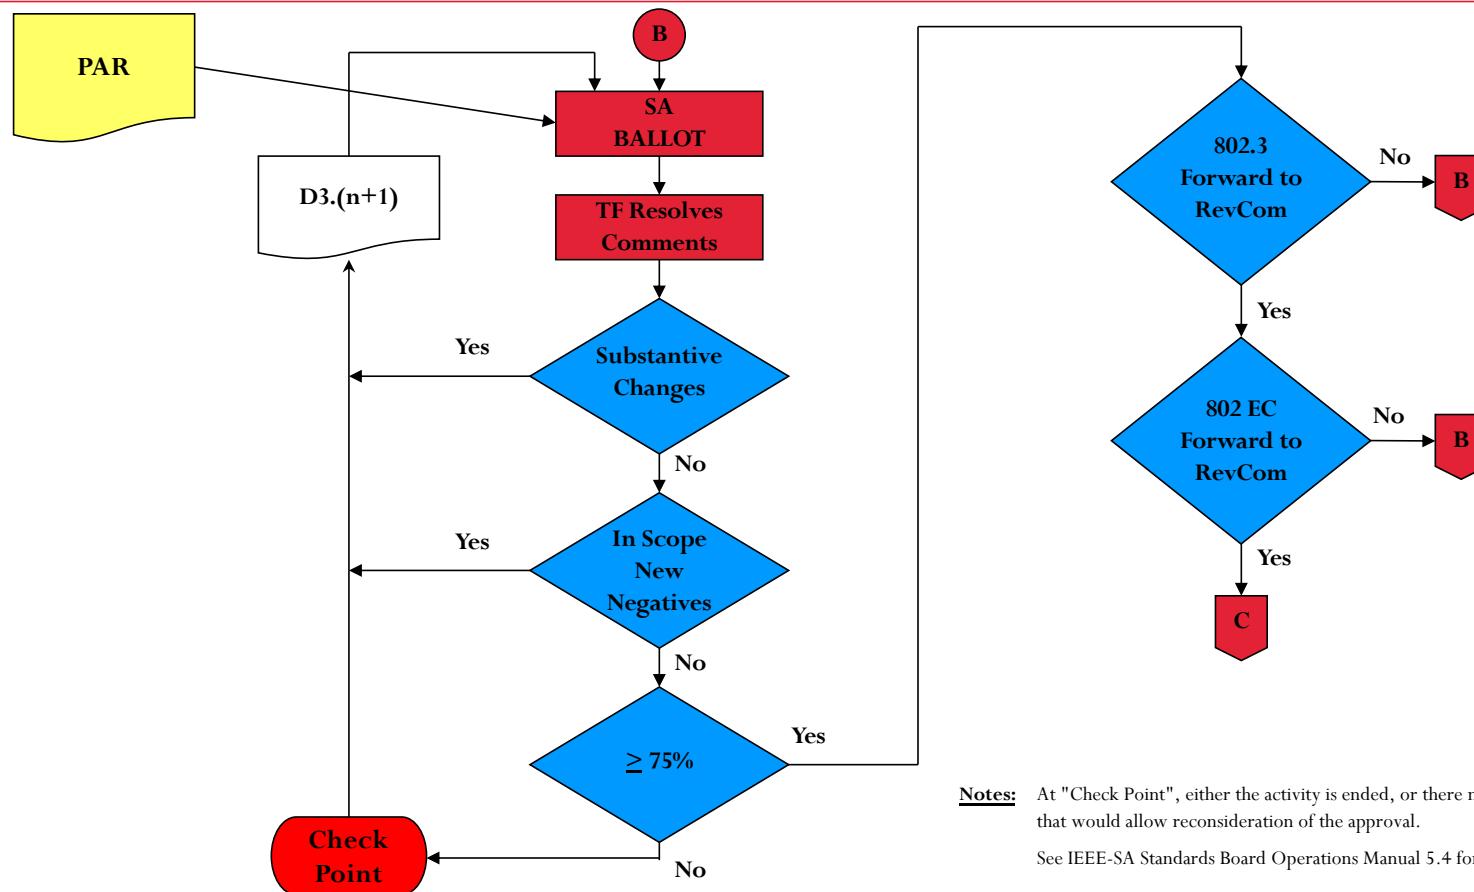 PAR
B
SA
BALLOT
D3.(n+1)
TF Resolves
Comments
Yes
Substantive
Changes
No
Yes
In Scope
New
Negatives
No
≥ 75%
Yes
No
Check
Point
802.3
Forward to
RevCom
No
B
Yes
802 EC
Forward to
RevCom
No
B
Yes
C
Notes: At "Check Point", either the activity is ended, or there
that would allow reconsideration of the approval.
See IEEE-SA Standards Board Operations Manual 5.4 for